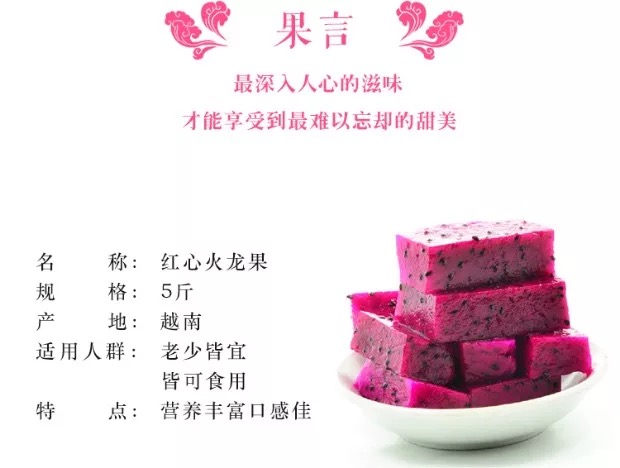 果言
最深入人心的滋味
才能享受到最难以忘却的甜美
名称：红心火龙果
规格：5斤
产地：越南
适用人群：老少皆宜
皆可食用
特点：营养丰富口感佳